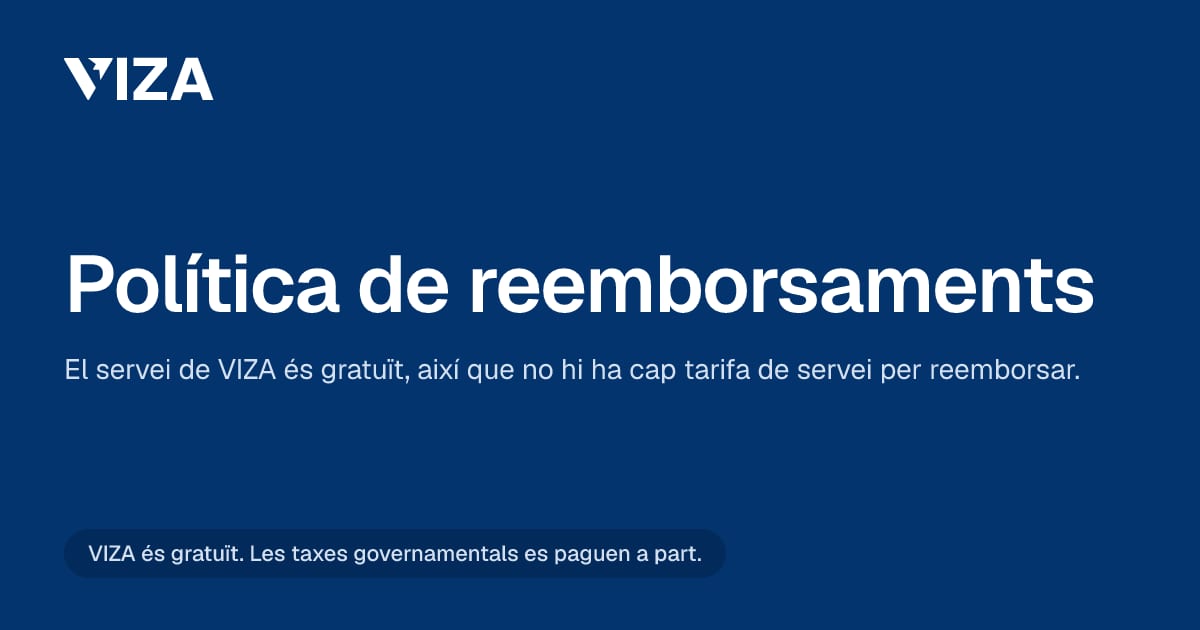 VIZA
Política de reemborsaments
El servei de VIZA és gratuït, així que no hi ha cap tarifa de servei per reemborsar.
VIZA és gratuït. Les taxes governamentals es paguen a part.